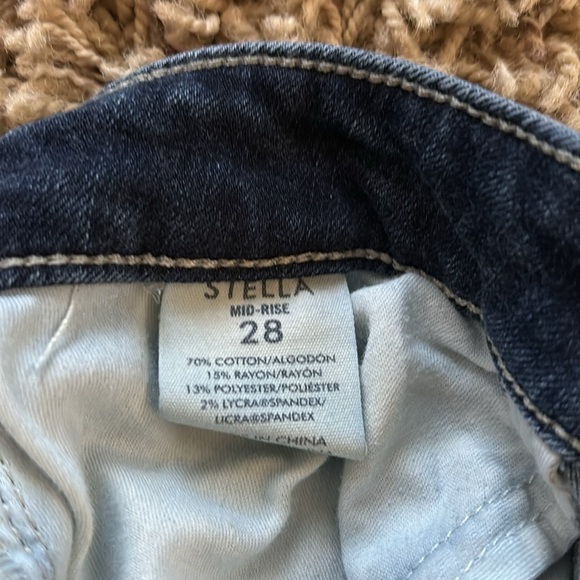 STELLA
MID-RISE
28
70% COTTON/ALGODÓN
15% RAYON/RAYÓN
13% POLYESTER/POLIÉSTER
2% LYCRA®SPANDEX/
LICRA®SPANDEX
IN CHINA